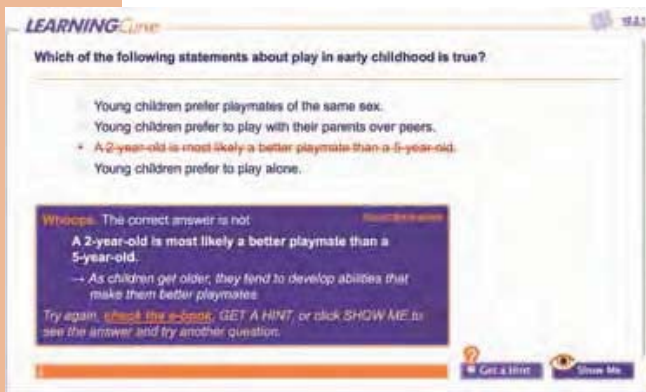 LEARNINGCurve
Which of the following statements about play in early childhood is true?
Young children prefer playmates of the same sex.
Young children prefer to play with their parents over peers.
A 2-year-old is most likely a better playmate than a 5-year-old.
Young children prefer to play alone.
Whoops. The correct answer is not
A 2-year-old is most likely a better playmate than a
5-year-old.
→ As children get older, they tend to develop abilities that
make them better playmates
Try again, check the e-book, GET A HINT, or click SHOW ME to
see the answer and try another question.
? Get a Hint
Show Me